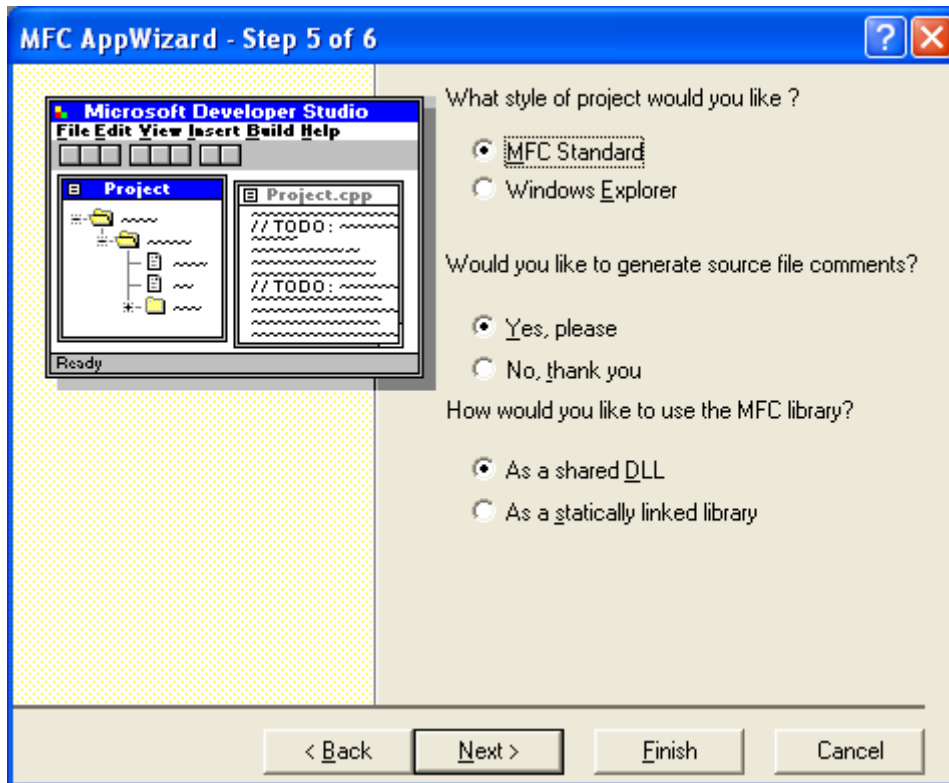 MFC AppWizard - Step 5 of 6
Microsoft Developer Studio
File Edit View Insert Build Help
Project
Project.cpp
// TODO:
// TODO:
Ready
What style of project would you like ?
MFC Standard
Windows Explorer
Would you like to generate source file comments?
Yes, please
No, thank you
How would you like to use the MFC library?
As a shared DLL
As a statically linked library
< Back
Next >
Finish
Cancel